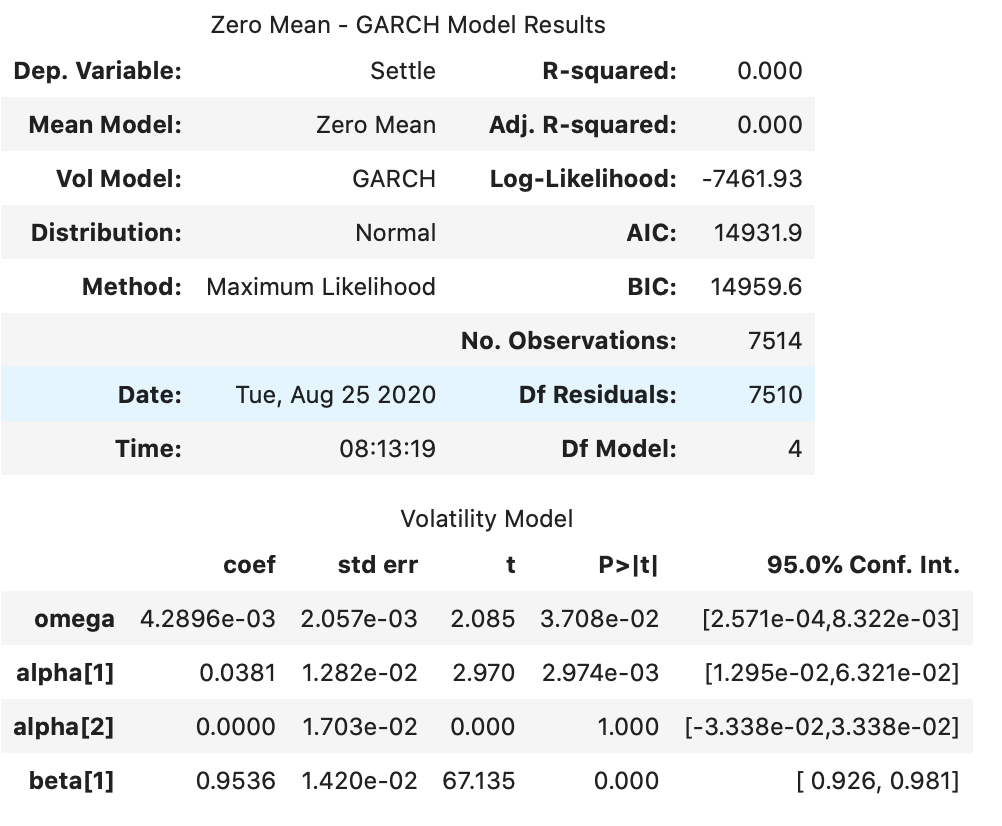 Zero Mean - GARCH Model Results
Dep. Variable: Settle R-squared: 0.000
Mean Model: Zero Mean Adj. R-squared: 0.000
Vol Model: GARCH Log-Likelihood: -7461.93
Distribution: Normal AIC: 14931.9
Method: Maximum Likelihood BIC: 14959.6
No. Observations: 7514
Date: Tue, Aug 25 2020 Df Residuals: 7510
Time: 08:13:19 Df Model: 4
Volatility Model
coef std err t P>|t| 95.0% Conf. Int.
omega 4.2896e-03 2.057e-03 2.085 3.708e-02 [2.571e-04,8.322e-03]
alpha[1] 0.0381 1.282e-02 2.970 2.974e-03 [1.295e-02,6.321e-02]
alpha[2] 0.0000 1.703e-02 0.000 1.000 [-3.338e-02,3.338e-02]
beta[1] 0.9536 1.420e-02 67.135 0.000 [ 0.926, 0.981]